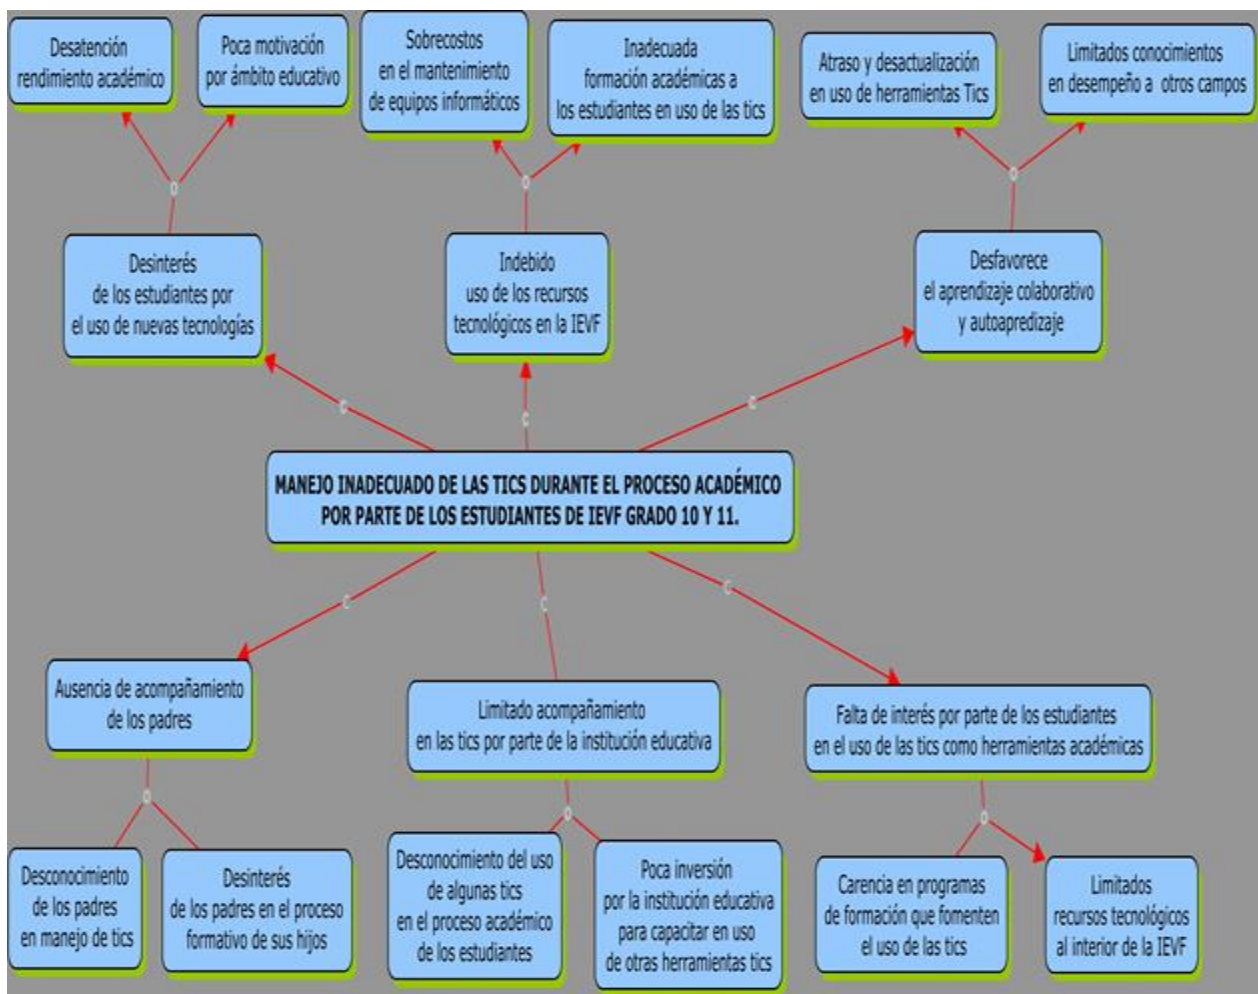 Desatención
rendimiento académico
Poca motivación
por ámbito educativo
Sobrecostos
en el mantenimiento
de equipos informáticos
Inadecuada
formación académicas a
los estudiantes en uso de las tics
Atraso y desactualización
en uso de herramientas Tics
Limitados conocimientos
en desempeño a otros campos
0
0
0
Desinterés
de los estudiantes por
el uso de nuevas tecnologías
Indebido
uso de los recursos
tecnológicos en la IEVF
Desfavorece
el aprendizaje colaborativo
y autoapredizaje
C
C
C
MANEJO INADECUADO DE LAS TICS DURANTE EL PROCESO ACADÉMICO
POR PARTE DE LOS ESTUDIANTES DE IEVF GRADO 10 Y 11.
C
C
C
Ausencia de acompañamiento
de los padres
Limitado acompañamiento
en las tics por parte de la institución educativa
Falta de interés por parte de los estudiantes
en el uso de las tics como herramientas académicas
0
0
0
Desconocimiento
de los padres
en manejo de tics
Desinterés
de los padres en el proceso
formativo de sus hijos
Desconocimiento del uso
de algunas tics
en el proceso académico
de los estudiantes
Poca inversión
por la institución educativa
para capacitar en uso
de otras herramientas tics
Carencia en programas
de formación que fomenten
el uso de las tics
Limitados
recursos tecnológicos
al interior de la IEVF